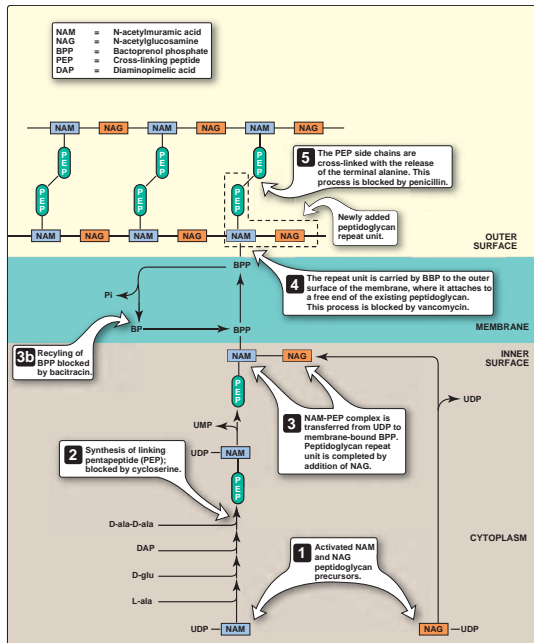 NAM = N-acetylmuramic acid
NAG = N-acetylglucosamine
BPP = Bactoprenol phosphate
PEP = Cross-linking peptide
DAP = Diaminopimelic acid
NAM NAG NAM NAG NAM NAG
PEP PEP PEP
5 The PEP side chains are
cross-linked with the release
of the terminal alanine. This
process is blocked by penicillin.
PEP PEP PEP
Newly added
peptidoglycan
repeat unit.
NAM NAG NAM NAG NAM NAG
OUTER
SURFACE
BPP
4 The repeat unit is carried by BBP to the outer
surface of the membrane, where it attaches to
a free end of the existing peptidoglycan.
This process is blocked by vancomycin.
Pi
BP BPP
MEMBRANE
3b Recyling of
BPP blocked
by bacitracin.
NAM NAG
INNER
SURFACE
PEP
UDP
3 NAM-PEP complex is
transferred from UDP to
membrane-bound BPP.
Peptidoglycan repeat
unit is completed by
addition of NAG.
UMP
2 Synthesis of linking
pentapeptide (PEP);
blocked by cycloserine.
UDP NAM
PEP
D-ala-D-ala
DAP
D-glu
L-ala
1 Activated NAM
and NAG
peptidoglycan
precursors.
CYTOPLASM
UDP NAM NAG UDP